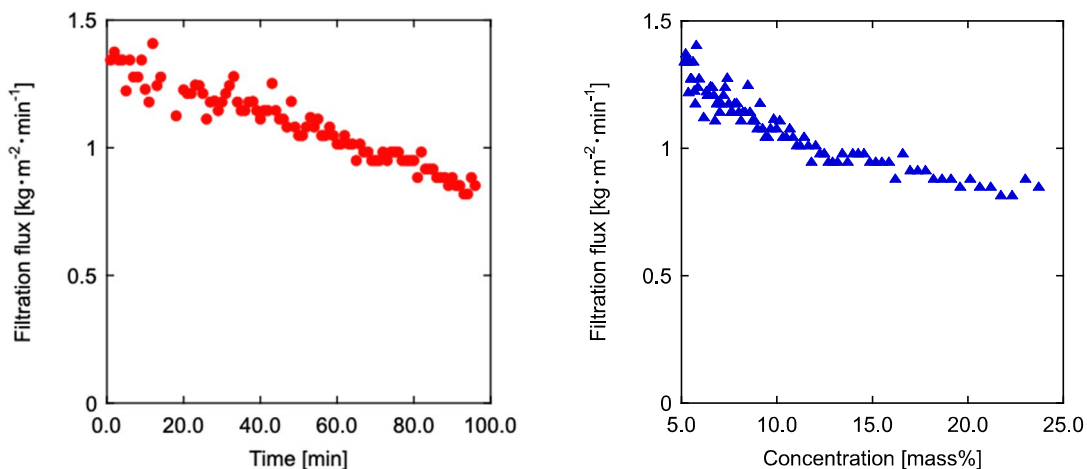 1.5
1
0.5
0
0.0 20.0 40.0 60.0 80.0 100.0
Time [min]
Filtration flux [kg·m⁻²·min⁻¹]
1.5
1.0
0.5
0
5.0 10.0 15.0 20.0 25.0
Concentration [mass%]
Filtration flux [kg·m⁻²·min⁻¹]